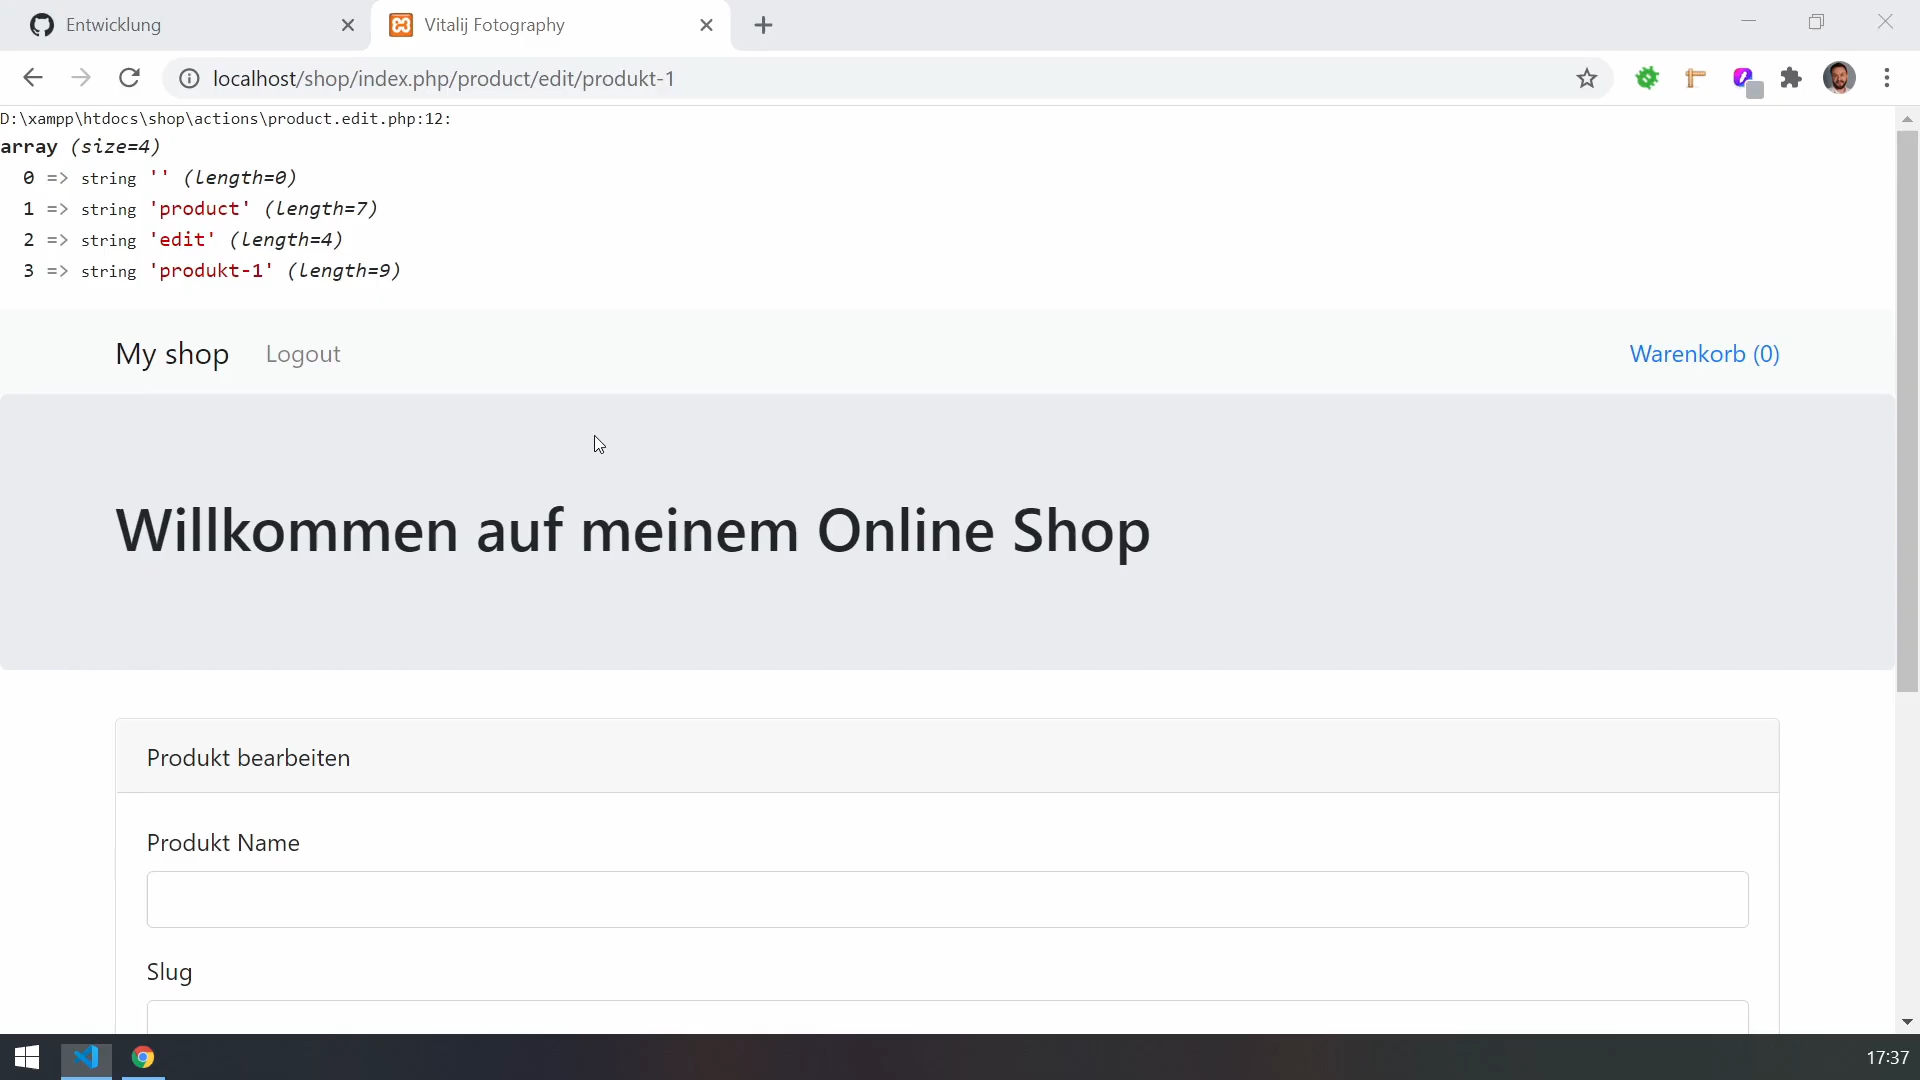 Entwicklung
Vitalij Fotography
localhost/shop/index.php/product/edit/produkt-1
D:\xampp\htdocs\shop\actions\product.edit.php:12:
array (size=4)
0 => string '' (length=0)
1 => string 'product' (length=7)
2 => string 'edit' (length=4)
3 => string 'produkt-1' (length=9)
My shop Logout Warenkorb (0)
Willkommen auf meinem Online Shop
Produkt bearbeiten
Produkt Name
Slug
17:37